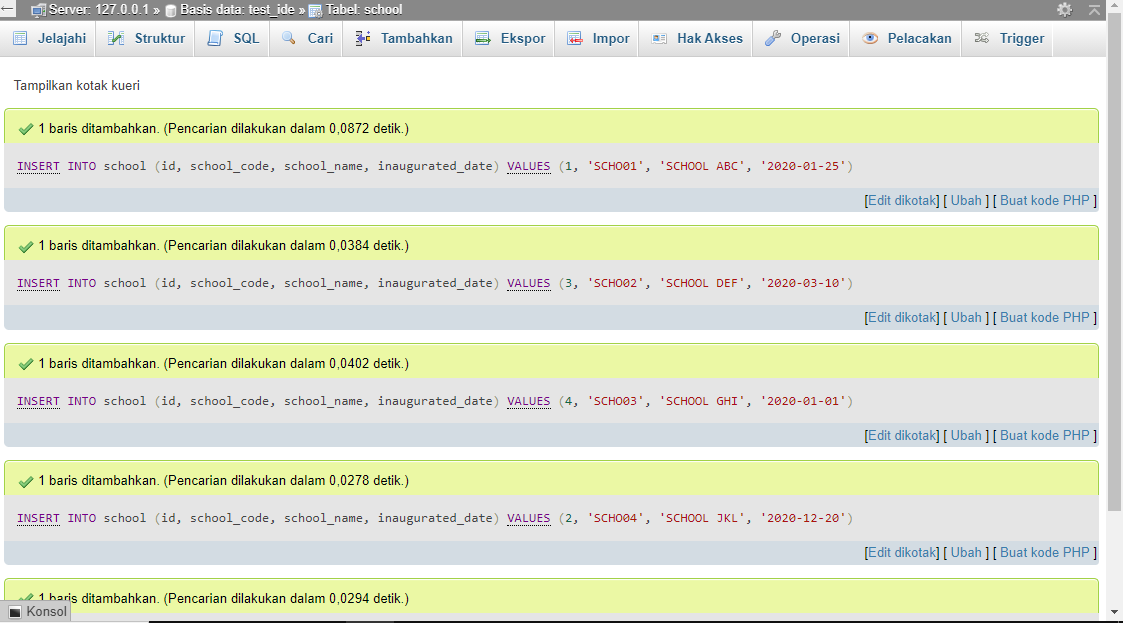 Server: 127.0.0.1 » Basis data: test_ide » Tabel: school
Jelajahi Struktur SQL Cari Tambahkan Ekspor Impor Hak Akses Operasi Pelacakan Trigger
Tampilkan kotak kueri
1 baris ditambahkan. (Pencarian dilakukan dalam 0,0872 detik.)
INSERT INTO school (id, school_code, school_name, inaugurated_date) VALUES (1, 'SCHO01', 'SCHOOL ABC', '2020-01-25')
[Edit dikotak] [ Ubah ] [ Buat kode PHP ]
1 baris ditambahkan. (Pencarian dilakukan dalam 0,0384 detik.)
INSERT INTO school (id, school_code, school_name, inaugurated_date) VALUES (3, 'SCHO02', 'SCHOOL DEF', '2020-03-10')
[Edit dikotak] [ Ubah ] [ Buat kode PHP ]
1 baris ditambahkan. (Pencarian dilakukan dalam 0,0402 detik.)
INSERT INTO school (id, school_code, school_name, inaugurated_date) VALUES (4, 'SCHO03', 'SCHOOL GHI', '2020-01-01')
[Edit dikotak] [ Ubah ] [ Buat kode PHP ]
1 baris ditambahkan. (Pencarian dilakukan dalam 0,0278 detik.)
INSERT INTO school (id, school_code, school_name, inaugurated_date) VALUES (2, 'SCHO04', 'SCHOOL JKL', '2020-12-20')
[Edit dikotak] [ Ubah ] [ Buat kode PHP ]
1 baris ditambahkan. (Pencarian dilakukan dalam 0,0294 detik.)
Konsol